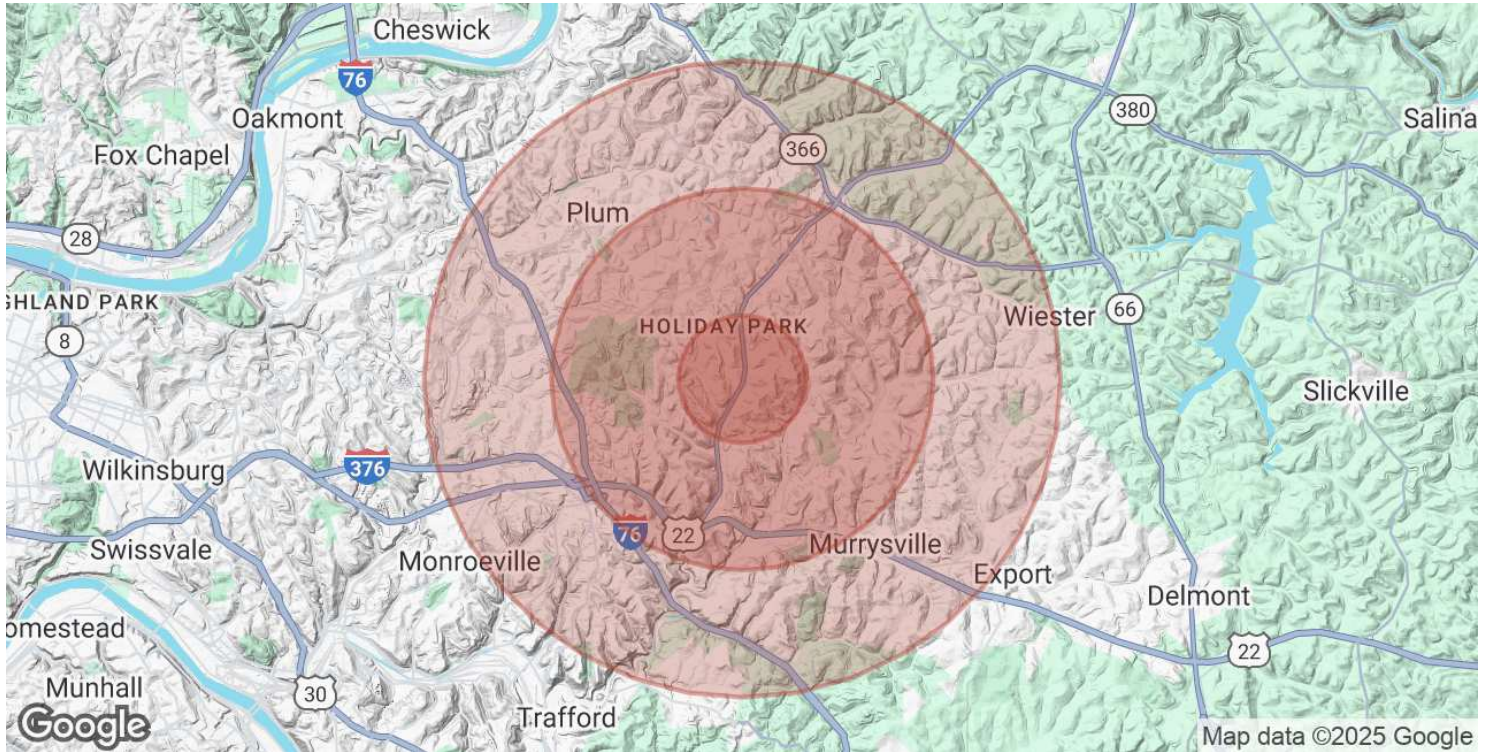 Cheswick
76
Oakmont
380
Salina
Fox Chapel
366
Plum
28
GHLAND PARK
HOLIDAY PARK
Wiester
66
8
Slickville
Wilkinsburg
376
76
22
Swissvale
Murrysville
Monroeville
Export
Delmont
omestead
22
Munhall
30
Trafford
Google
Map data ©2025 Google